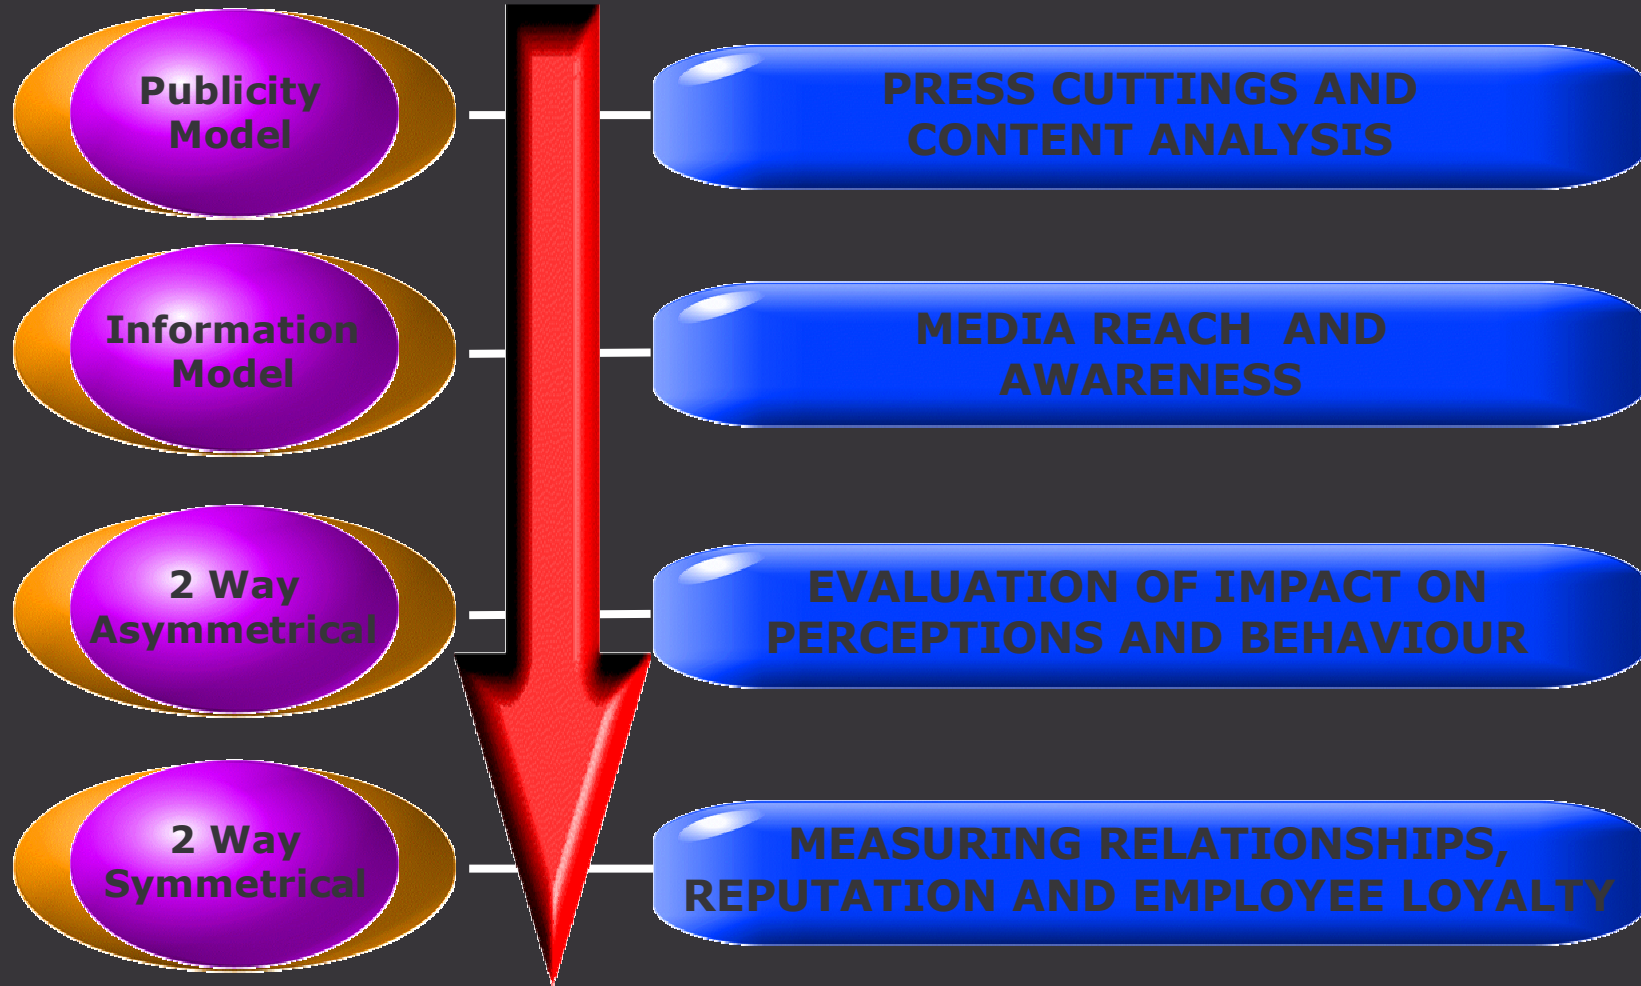 Publicity
Model
PRESS CUTTINGS AND
CONTENT ANALYSIS
Information
Model
MEDIA REACH  AND
AWARENESS
2 Way
Asymmetrical
EVALUATION OF IMPACT ON
PERCEPTIONS AND BEHAVIOUR
2 Way
Symmetrical
MEASURING RELATIONSHIPS,
REPUTATION AND EMPLOYEE LOYALTY